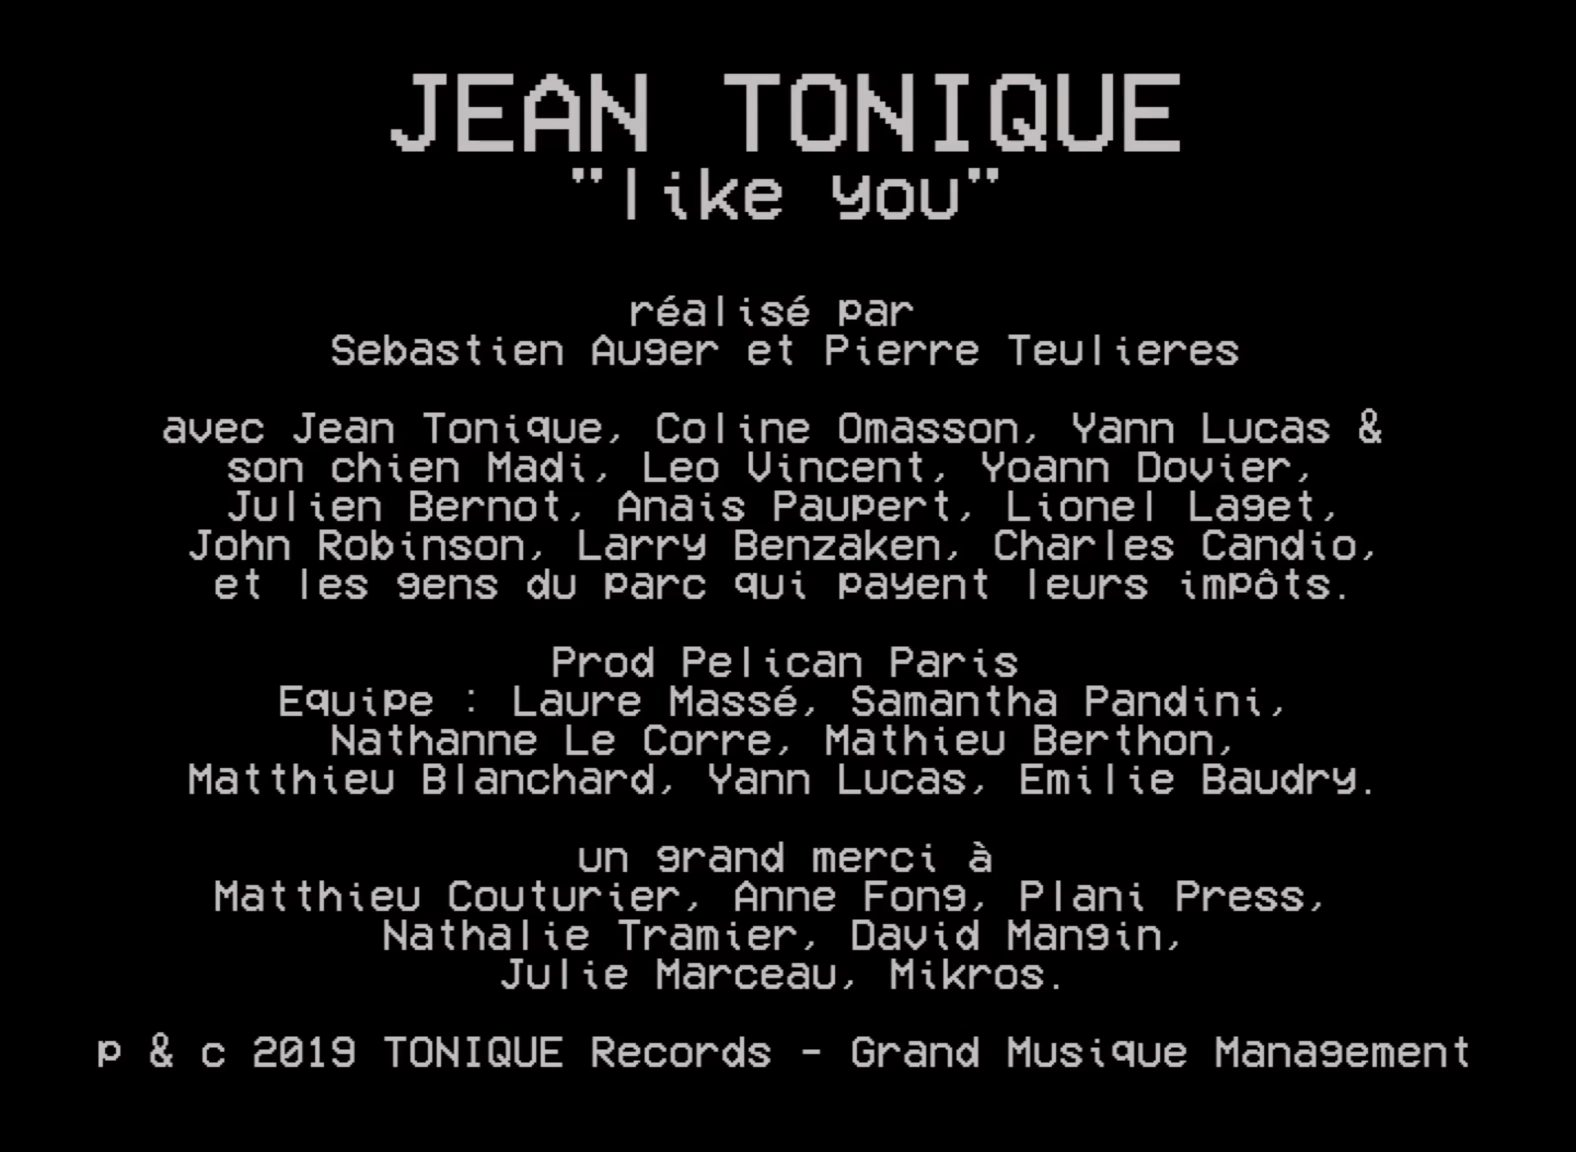 JEAN TONIQUE
"like you"
réalisé par
Sebastien Auger et Pierre Teulieres
avec Jean Tonique, Coline Omasson, Yann Lucas &
son chien Madi, Leo Vincent, Yoann Dovier,
Julien Bernot, Anais Paupert, Lionel Laget,
John Robinson, Larry Benzaken, Charles Candio,
et les gens du parc qui payent leurs impôts.
Prod Pelican Paris
Equipe : Laure Massé, Samantha Pandini,
Nathanne Le Corre, Mathieu Berthon,
Matthieu Blanchard, Yann Lucas, Emilie Baudry.
un grand merci à
Matthieu Couturier, Anne Fong, Plani Press,
Nathalie Tramier, David Mangin,
Julie Marceau, Mikros.
p & c 2019 TONIQUE Records - Grand Musique Management